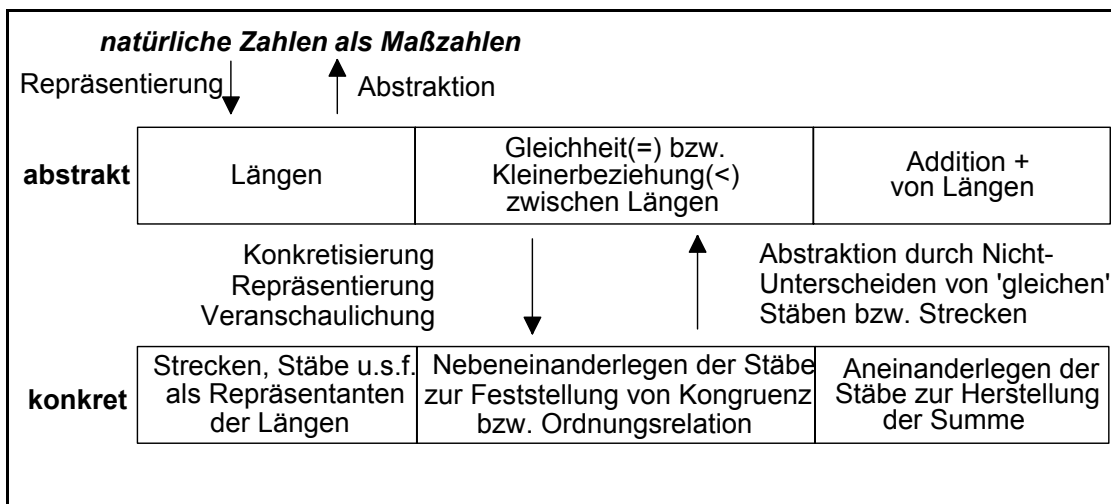 natürliche Zahlen als Maßzahlen
Repräsentierung
Abstraktion
abstrakt
Längen
Gleichheit(=) bzw.
Kleinerbeziehung(<)
zwischen Längen
Addition +
von Längen
Konkretisierung
Repräsentierung
Veranschaulichung
Abstraktion durch Nicht-
Unterscheiden von 'gleichen'
Stäben bzw. Strecken
konkret
Strecken, Stäbe u.s.f.
als Repräsentanten
der Längen
Nebeneinanderlegen der Stäbe
zur Feststellung von Kongruenz
bzw. Ordnungsrelation
Aneinanderlegen der
Stäbe zur Herstellung
der Summe